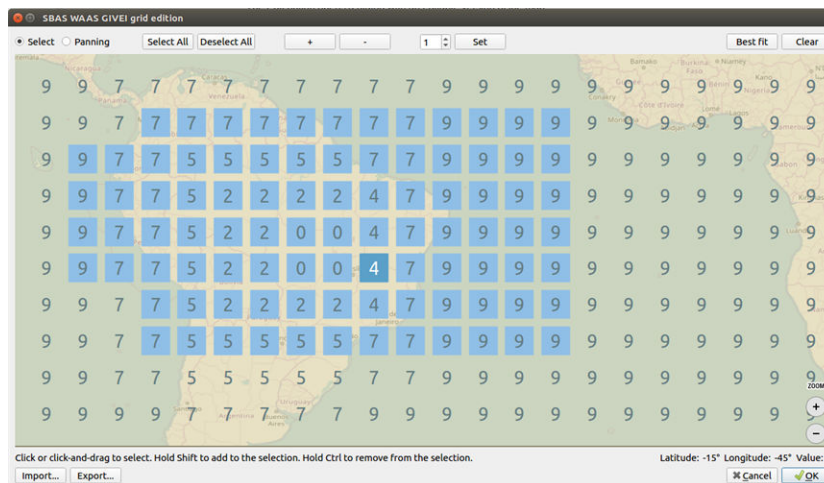 SBAS WAAS GIVEI grid edition
Select Panning Select All Deselect All + - 1 Set Best fit Clear
9 9 7 7 7 7 7 7 7 7 7 9 9 9 9 9 9 9 9 9 9 9
9 9 7 7 7 7 7 7 7 7 7 9 9 9 9 9 9 9 9 9 9 9
9 9 7 7 5 5 5 5 5 7 7 9 9 9 9 9 9 9 9 9 9 9
9 9 7 7 5 2 2 2 2 4 7 9 9 9 9 9 9 9 9 9 9 9
9 9 7 7 5 2 2 0 0 4 7 9 9 9 9 9 9 9 9 9 9 9
9 9 7 7 5 2 2 0 0 4 7 9 9 9 9 9 9 9 9 9 9 9
9 9 7 7 5 2 2 2 2 4 7 9 9 9 9 9 9 9 9 9 9 9
9 9 7 7 5 5 5 5 5 7 7 9 9 9 9 9 9 9 9 9 9 9
9 9 7 7 5 5 5 5 5 7 7 9 9 9 9 9 9 9 9 9 9 9
ZOOM
9 9 9 9 7 7 7 7 7 9 9 9 9 9 9 9 9 9 9 9 9 9
+
−
Click or click-and-drag to select. Hold Shift to add to the selection. Hold Ctrl to remove from the selection. Latitude: -15° Longitude: -45° Value:
Import... Export... Cancel OK